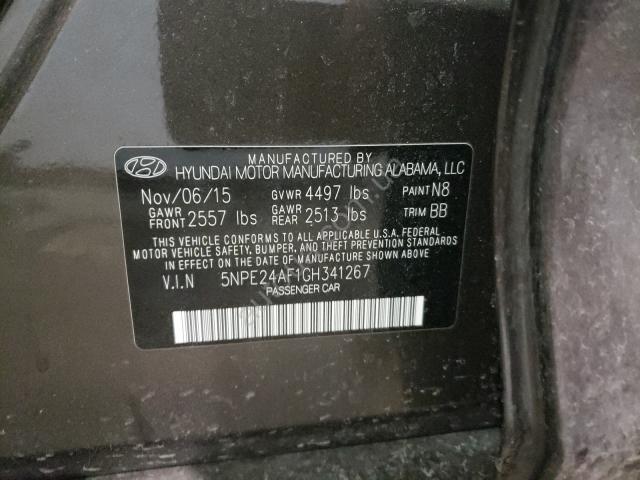 MANUFACTURED BY
HYUNDAI MOTOR MANUFACTURING ALABAMA, LLC
Nov/06/15 GVWR 4497 lbs PAINT N8
GAWR FRONT 2557 lbs GAWR REAR 2513 lbs TRIM BB
THIS VEHICLE CONFORMS TO ALL APPLICABLE U.S.A. FEDERAL
MOTOR VEHICLE SAFETY, BUMPER, AND THEFT PREVENTION STANDARDS
IN EFFECT ON THE DATE OF MANUFACTURE SHOWN ABOVE.
V.I.N 5NPE24AF1GH341267
PASSENGER CAR